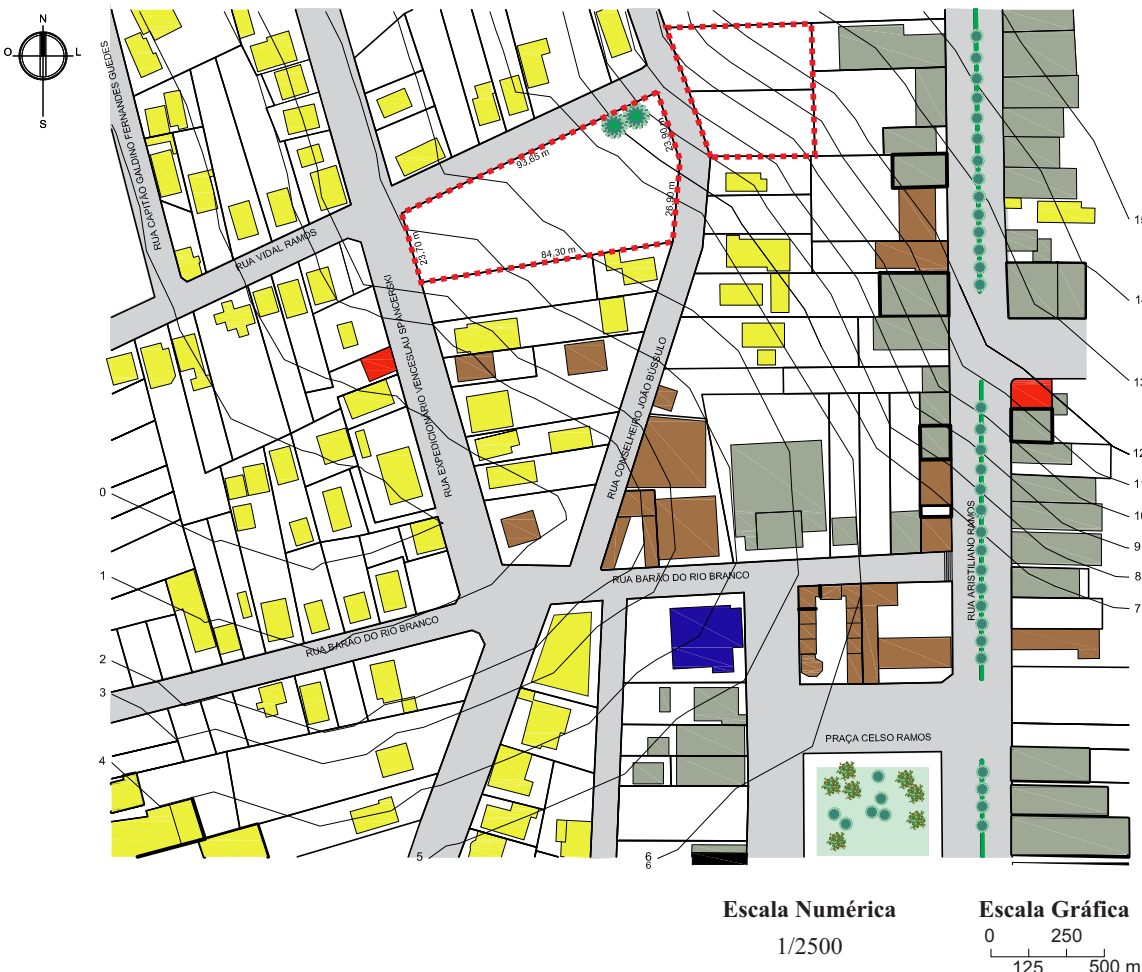 N
O
L
S
RUA CAPITÃO GALDINO FERNANDES GUEDES
93,65 m
23,90 m
26,90 m
23,70 m
84,30 m
RUA VIDAL RAMOS
RUA EXPEDICIONÁRIO VENCESLAU SPANCERSKI
RUA CONSELHEIRO JOÃO BÚSSULO
RUA ARISTILIANO RAMOS
RUA BARÃO DO RIO BRANCO
RUA BARÃO DO RIO BRANCO
PRAÇA CELSO RAMOS
0
1
2
3
4
5
6
6
15
14
13
12
11
10
9
8
7
Escala Numérica
1/2500
Escala Gráfica
0 250
125 500 m